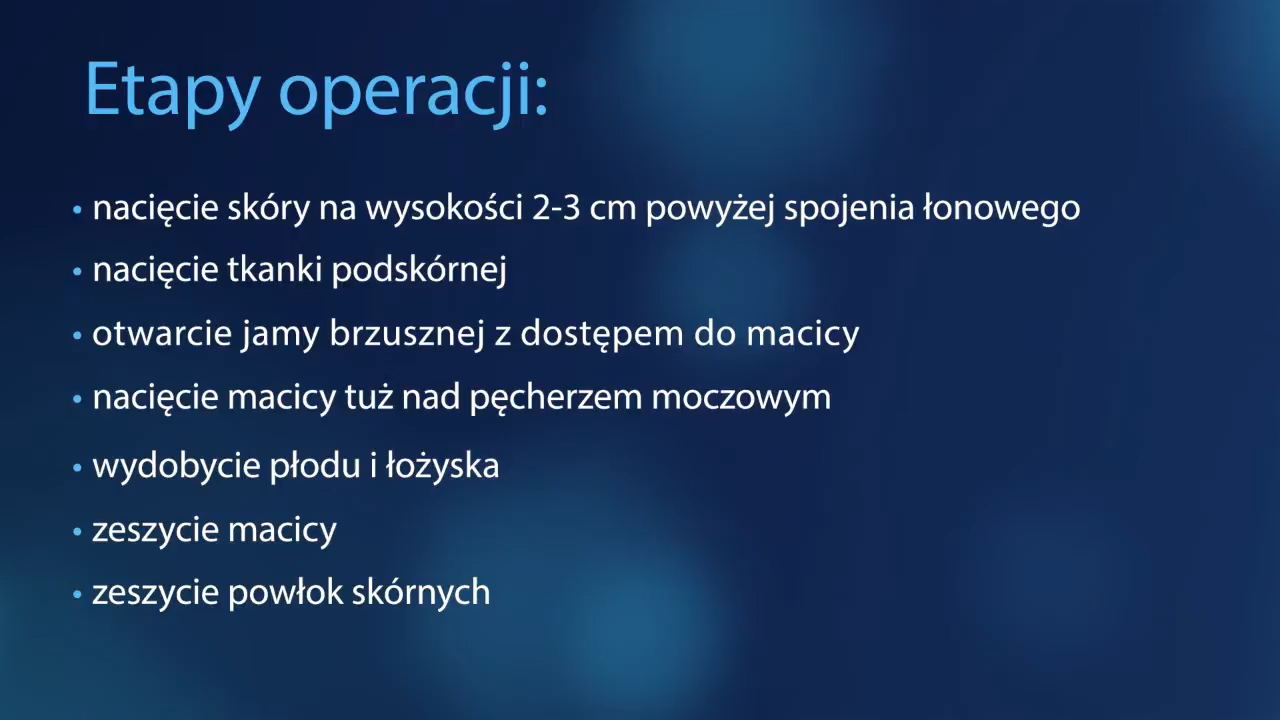 Etapy operacji:
• nacięcie skóry na wysokości 2-3 cm powyżej spojenia łonowego
• nacięcie tkanki podskórnej
• otwarcie jamy brzusznej z dostępem do macicy
• nacięcie macicy tuż nad pęcherzem moczowym
• wydobycie płodu i łożyska
• zeszycie macicy
• zeszycie powłok skórnych